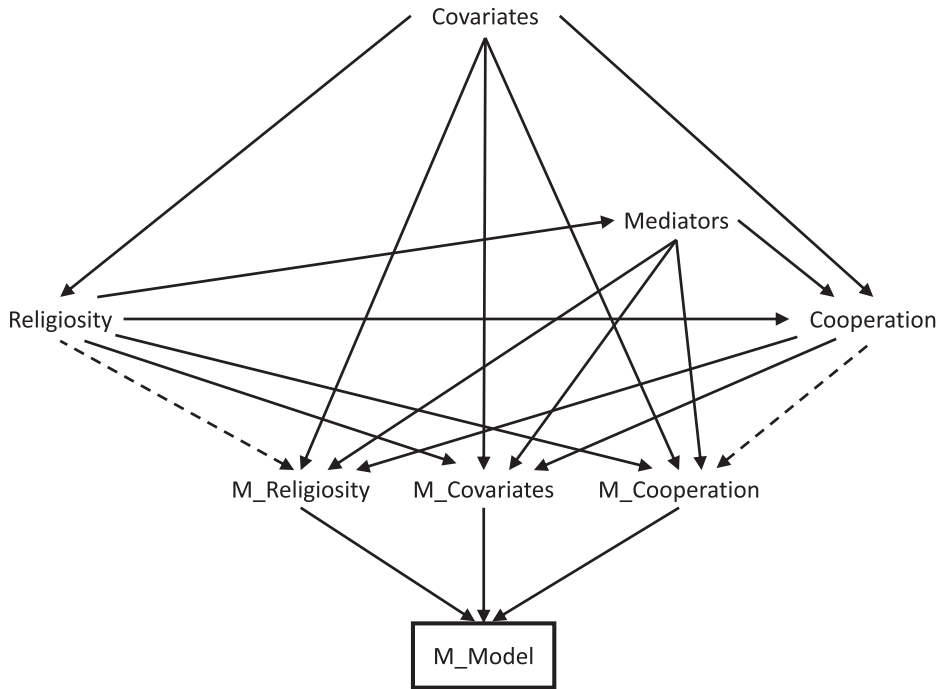 Covariates
Mediators
Religiosity
Cooperation
M_Religiosity
M_Covariates
M_Cooperation
M_Model